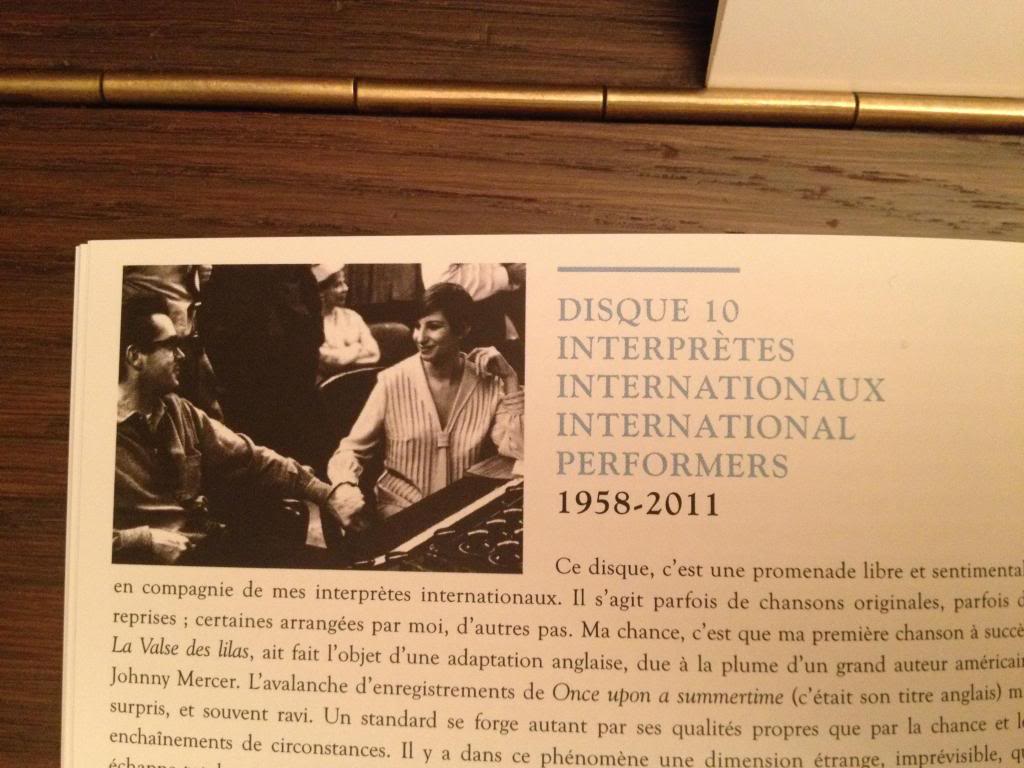 DISQUE 10
INTERPRÈTES
INTERNATIONAUX
INTERNATIONAL
PERFORMERS
1958-2011
Ce disque, c'est une promenade libre et sentimental
en compagnie de mes interprètes internationaux. Il s'agit parfois de chansons originales, parfois d
reprises ; certaines arrangées par moi, d'autres pas. Ma chance, c'est que ma première chanson à succè
La Valse des lilas, ait fait l'objet d'une adaptation anglaise, due à la plume d'un grand auteur américain
Johnny Mercer. L'avalanche d'enregistrements de Once upon a summertime (c'était son titre anglais) m
surpris, et souvent ravi. Un standard se forge autant par ses qualités propres que par la chance et l
enchaînements de circonstances. Il y a dans ce phénomène une dimension étrange, imprévisible, qu
échappe